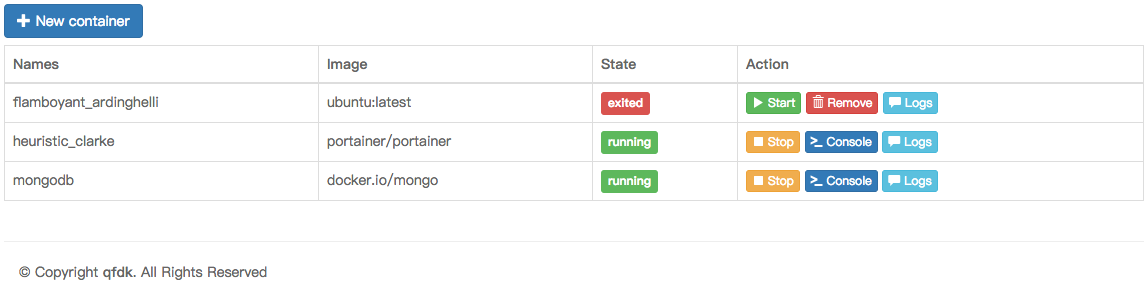 New container
Names Image State Action
flamboyant_ardinghelli ubuntu:latest exited Start Remove Logs
heuristic_clarke portainer/portainer running Stop Console Logs
mongodb docker.io/mongo running Stop Console Logs
© Copyright qfdk. All Rights Reserved